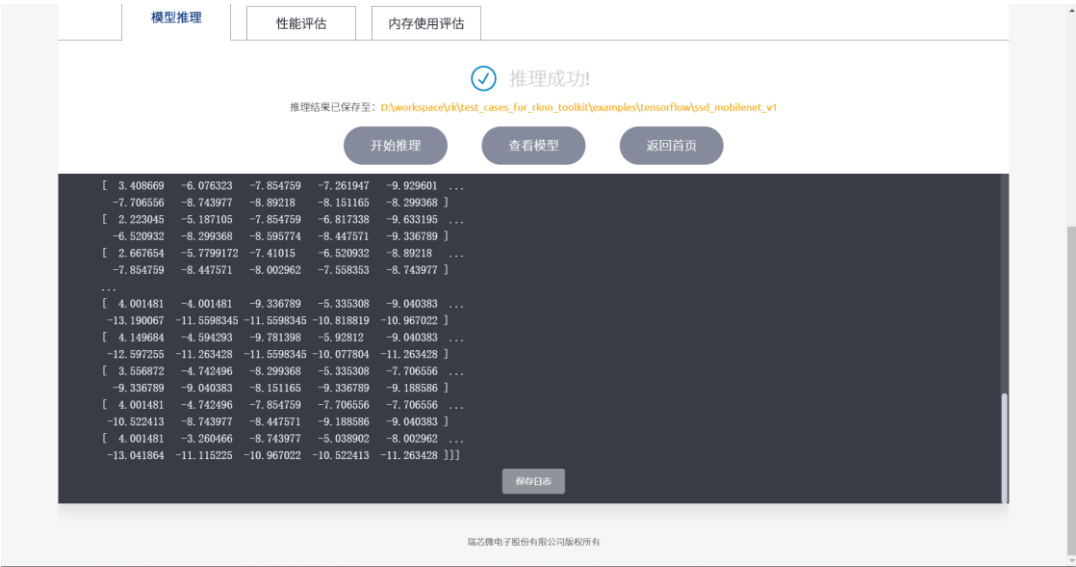 模型推理 性能评估 内存使用评估
推理成功!
推理结果已保存至：D:\workspace\rk\test_cases_for_rknn_toolkit\examples\tensorflow\ssd_mobilenet_v1
开始推理 查看模型 返回首页
[ 3.408669 -6.076323 -7.854759 -7.261947 -9.929601 ...
-7.706556 -8.743977 -8.89218 -8.151165 -8.299368 ]
[ 2.223045 -5.187105 -7.854759 -6.817338 -9.633195 ...
-6.520932 -8.299368 -8.595774 -8.447571 -9.336789 ]
[ 2.667654 -5.7799172 -7.41015 -6.520932 -8.89218 ...
-7.854759 -8.447571 -8.002962 -7.558353 -8.743977 ]
...
[ 4.001481 -4.001481 -9.336789 -5.335308 -9.040383 ...
-13.190067 -11.5598345 -11.5598345 -10.818819 -10.967022 ]
[ 4.149684 -4.594293 -9.781398 -5.92812 -9.040383 ...
-12.597255 -11.263428 -11.5598345 -10.077804 -11.263428 ]
[ 3.556872 -4.742496 -8.299368 -5.335308 -7.706556 ...
-9.336789 -9.040383 -8.151165 -9.336789 -9.188586 ]
[ 4.001481 -4.742496 -7.854759 -7.706556 -7.706556 ...
-10.522413 -8.743977 -8.447571 -9.188586 -9.040383 ]
[ 4.001481 -3.260466 -8.743977 -5.038902 -8.002962 ...
-13.041864 -11.115225 -10.967022 -10.522413 -11.263428 ]]]
保存日志
瑞芯微电子股份有限公司版权所有